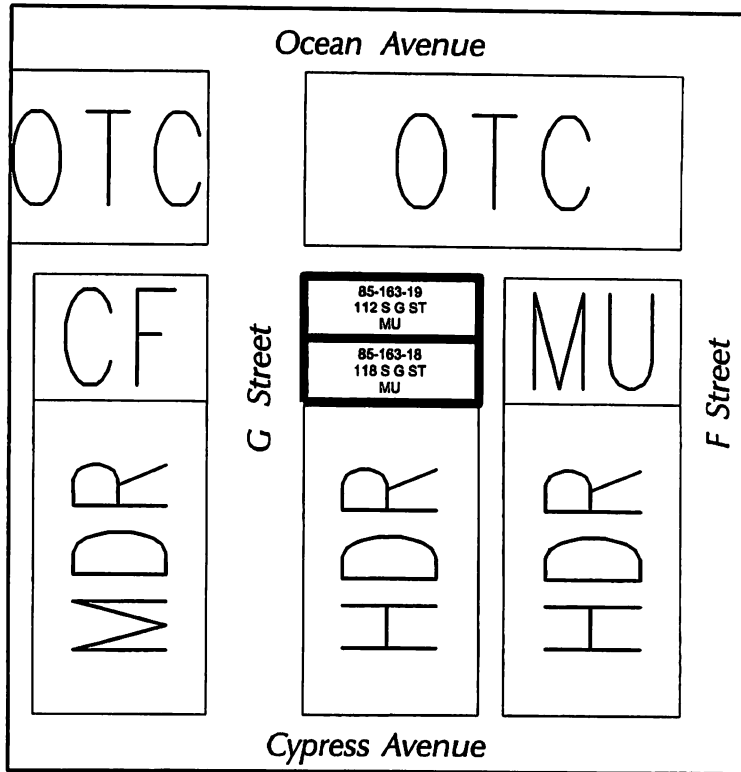 Ocean Avenue
OTC
OTC
CF
G Street
85-163-19
112 S G ST
MU
85-163-18
118 S G ST
MU
MU
F Street
MDR
HDR
HDR
Cypress Avenue